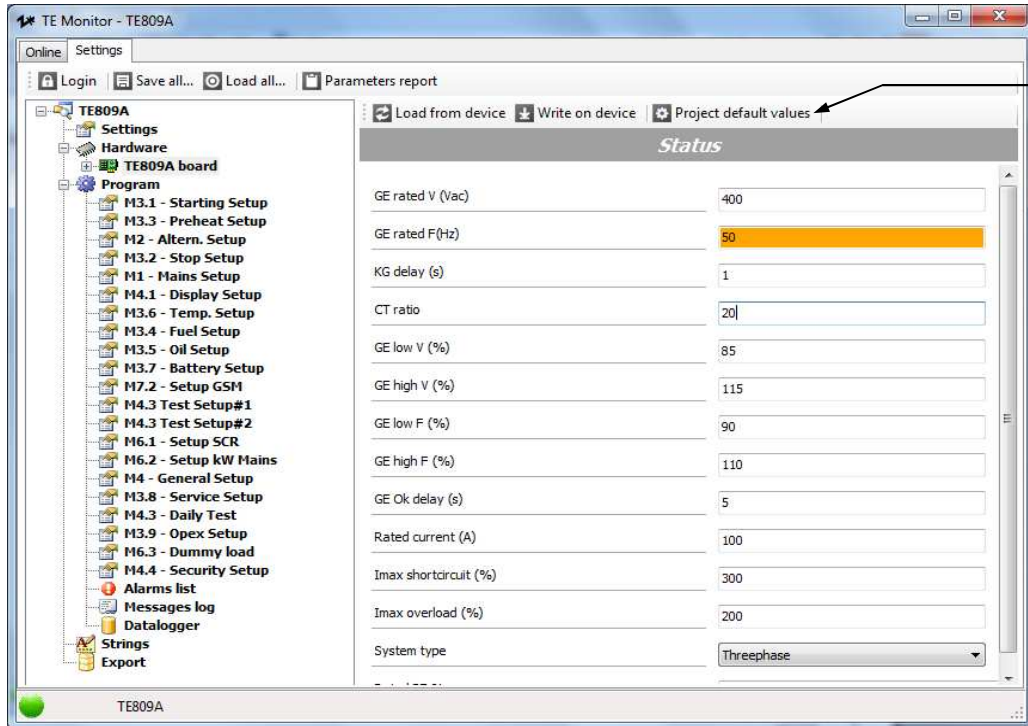 TE Monitor - TE809A
Online Settings
Login Save all... Load all... Parameters report
TE809A
Settings
Hardware
TE809A board
Program
M3.1 - Starting Setup
M3.3 - Preheat Setup
M2 - Altern. Setup
M3.2 - Stop Setup
M1 - Mains Setup
M4.1 - Display Setup
M3.6 - Temp. Setup
M3.4 - Fuel Setup
M3.5 - Oil Setup
M3.7 - Battery Setup
M7.2 - Setup GSM
M4.3 Test Setup#1
M4.3 Test Setup#2
M6.1 - Setup SCR
M6.2 - Setup kW Mains
M4 - General Setup
M3.8 - Service Setup
M4.3 - Daily Test
M3.9 - Opex Setup
M6.3 - Dummy load
M4.4 - Security Setup
Alarms list
Messages log
Datalogger
Strings
Export
Load from device Write on device Project default values
Status
GE rated V (Vac) 400
GE rated F(Hz) 50
KG delay (s) 1
CT ratio 20
GE low V (%) 85
GE high V (%) 115
GE low F (%) 90
GE high F (%) 110
GE Ok delay (s) 5
Rated current (A) 100
Imax shortcircuit (%) 300
Imax overload (%) 200
System type Threephase
TE809A